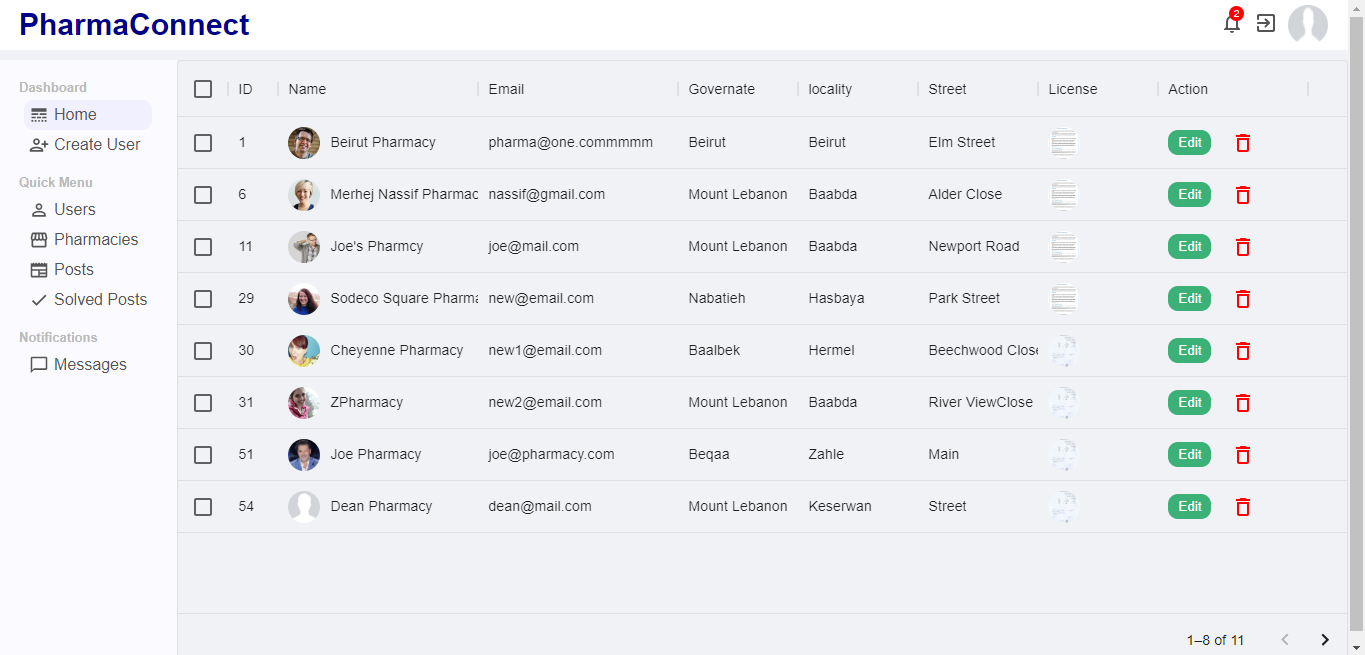 PharmaConnect
2
Dashboard
Home
Create User
Quick Menu
Users
Pharmacies
Posts
Solved Posts
Notifications
Messages
ID Name Email Governate locality Street License Action
1 Beirut Pharmacy pharma@one.commmmm Beirut Beirut Elm Street Edit
6 Merhej Nassif Pharmac nassif@gmail.com Mount Lebanon Baabda Alder Close Edit
11 Joe's Pharmcy joe@mail.com Mount Lebanon Baabda Newport Road Edit
29 Sodeco Square Pharma new@email.com Nabatieh Hasbaya Park Street Edit
30 Cheyenne Pharmacy new1@email.com Baalbek Hermel Beechwood Close Edit
31 ZPharmacy new2@email.com Mount Lebanon Baabda River ViewClose Edit
51 Joe Pharmacy joe@pharmacy.com Beqaa Zahle Main Edit
54 Dean Pharmacy dean@mail.com Mount Lebanon Keserwan Street Edit
1–8 of 11